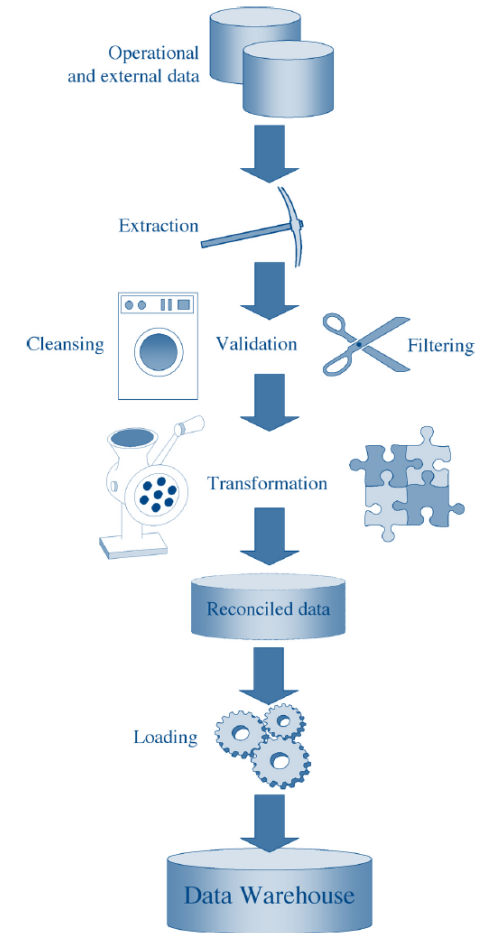 Operational
and external data
Extraction
Cleansing
Validation
Filtering
Transformation
Reconciled data
Loading
Data Warehouse